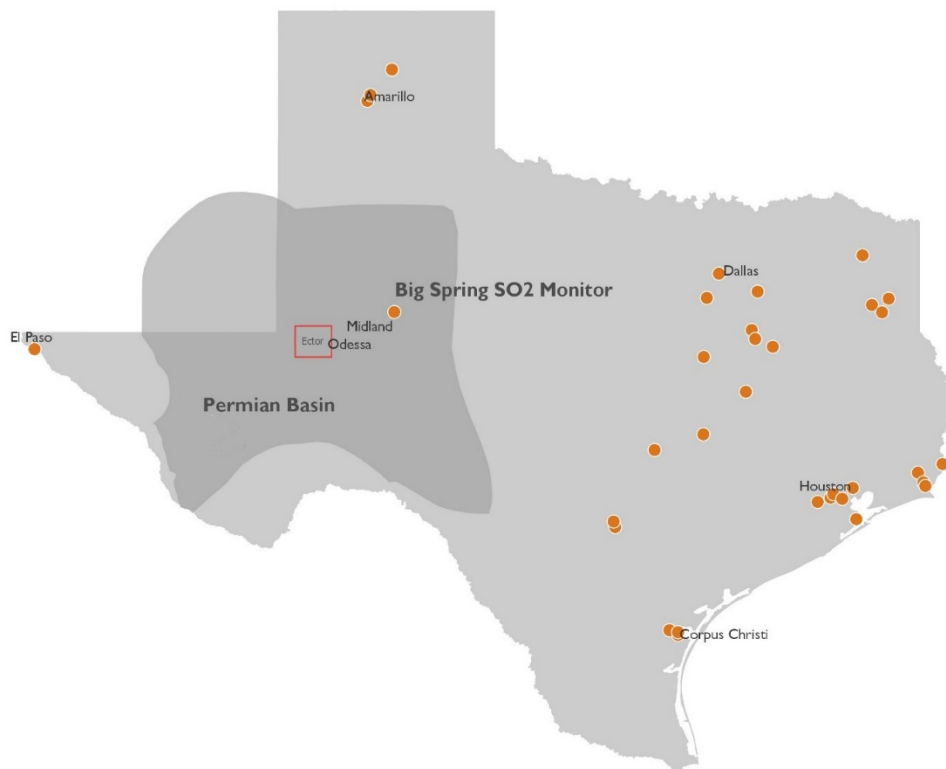 Amarillo
Dallas
Big Spring SO2 Monitor
Midland
El Paso
Ector
Odessa
Permian Basin
Houston
Corpus Christi